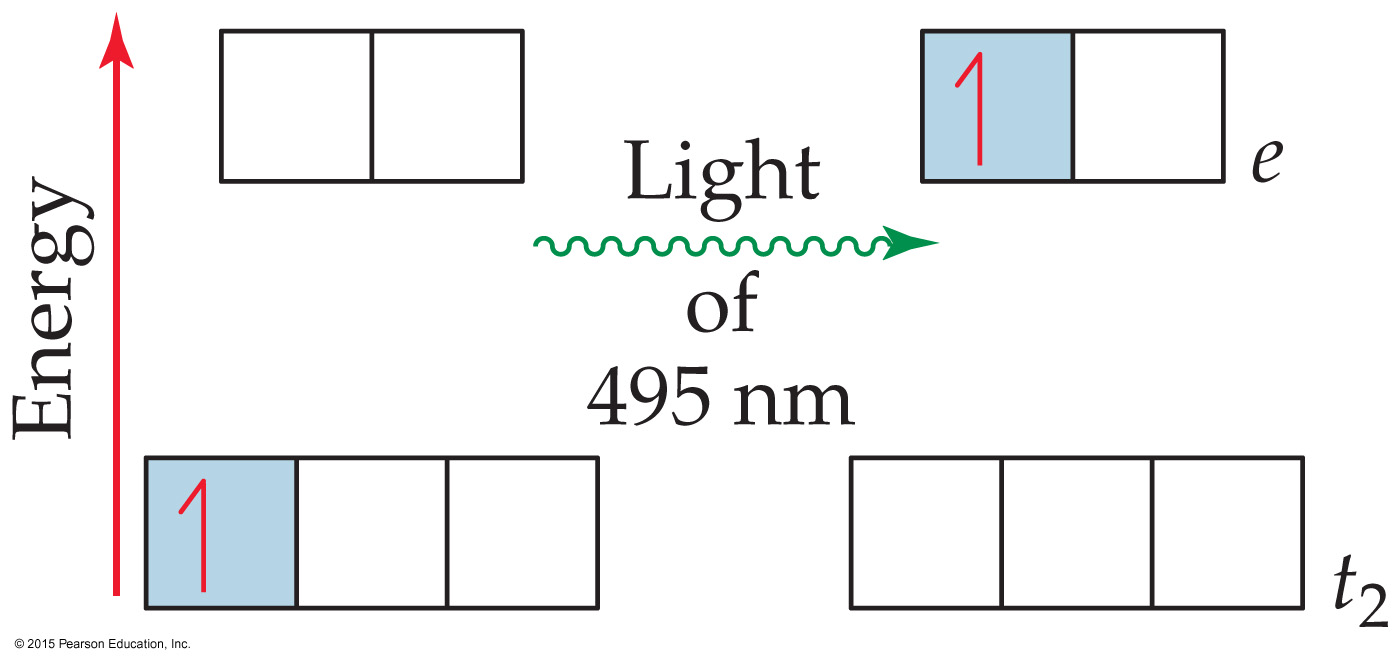 Energy
Light
of
495 nm
e
t2
© 2015 Pearson Education, Inc.